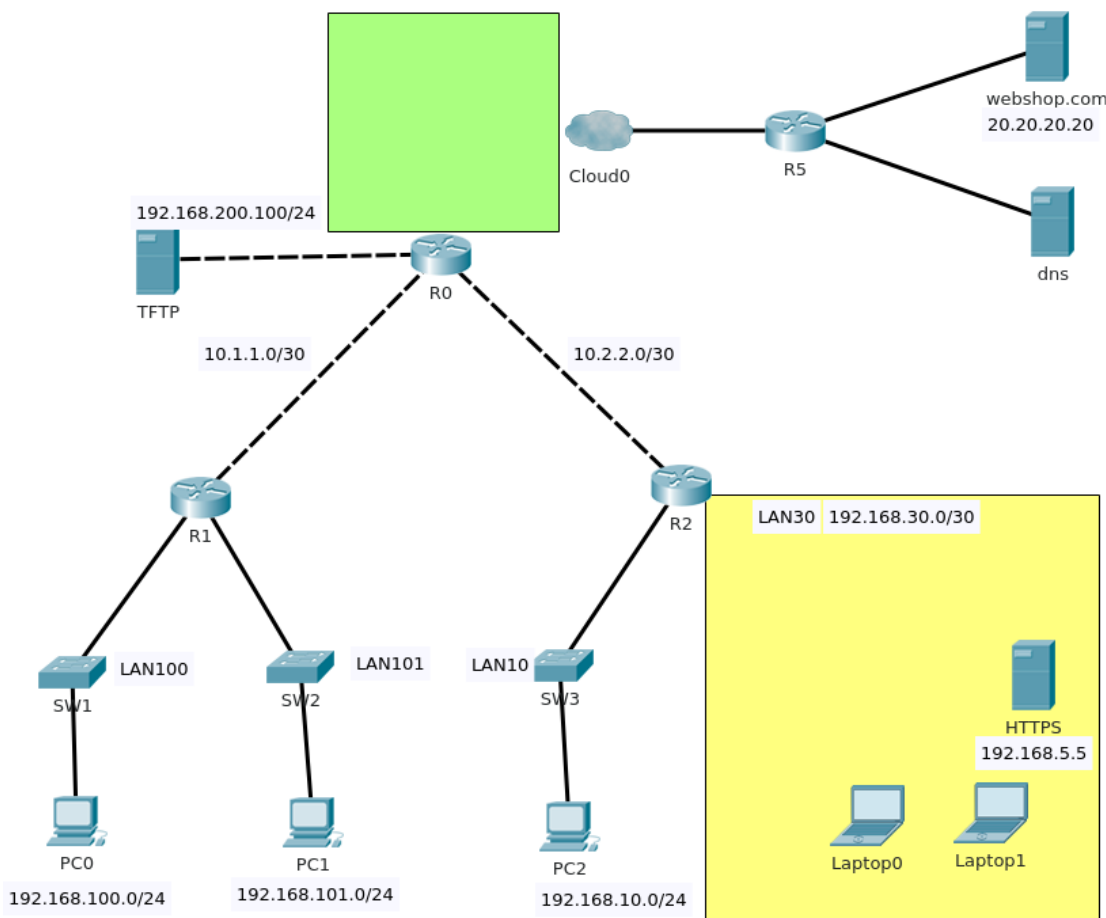 webshop.com
20.20.20.20
Cloud0
R5
192.168.200.100/24
dns
TFTP
R0
10.1.1.0/30
10.2.2.0/30
R1
R2
LAN30
192.168.30.0/30
LAN100
LAN101
LAN10
SW1
SW2
SW3
HTTPS
192.168.5.5
PC0
PC1
PC2
Laptop0
Laptop1
192.168.100.0/24
192.168.101.0/24
192.168.10.0/24